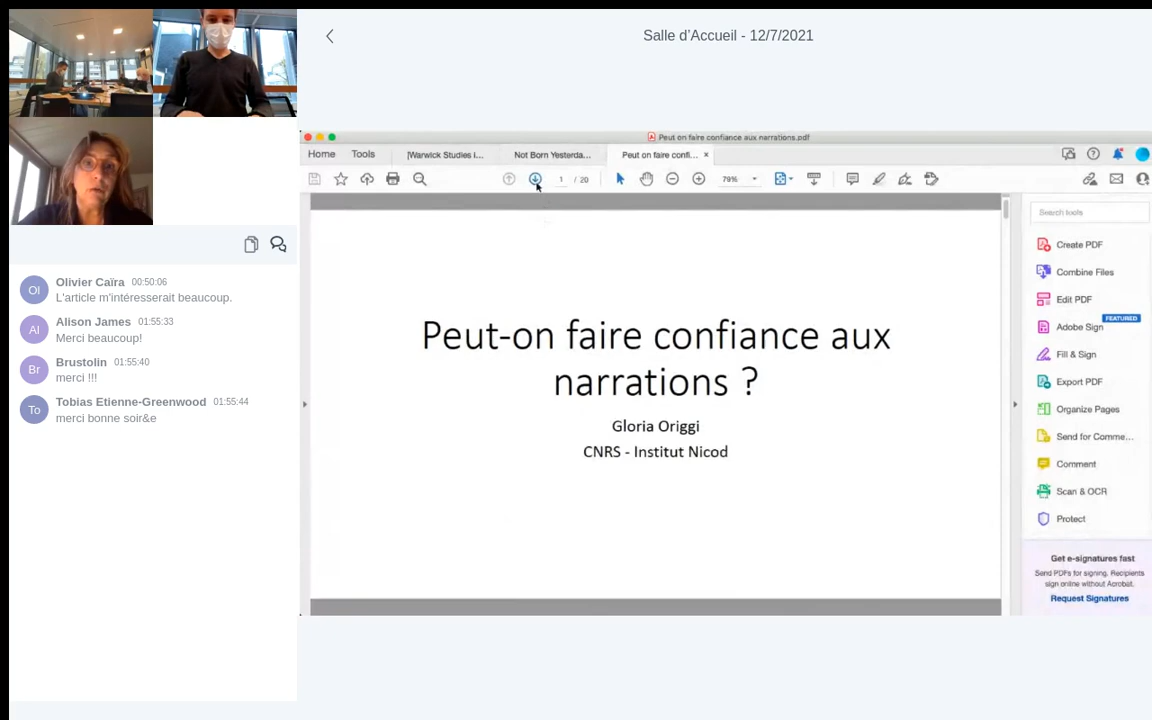 Salle d'Accueil - 12/7/2021
Olivier Caïra 00:50:06
OI
L'article m'intéresserait beaucoup.
Alison James 01:55:33
Al
Merci beaucoup!
Brustolin 01:55:40
Br
merci !!!
Tobias Etienne-Greenwood 01:55:44
To
merci bonne soir&e
Peut on faire confiance aux narrations.pdf
Home Tools [Warwick Studies i... Not Born Yesterda... Peut on faire confi... ×
1 / 20 79%
Peut-on faire confiance aux
narrations ?
Gloria Origgi
CNRS - Institut Nicod
Search tools
Create PDF
Combine Files
Edit PDF
FEATURED
Adobe Sign
Fill & Sign
Export PDF
Organize Pages
Send for Comme...
Comment
Scan & OCR
Protect
Get e-signatures fast
Send PDFs for signing. Recipients
sign online without Acrobat.
Request Signatures